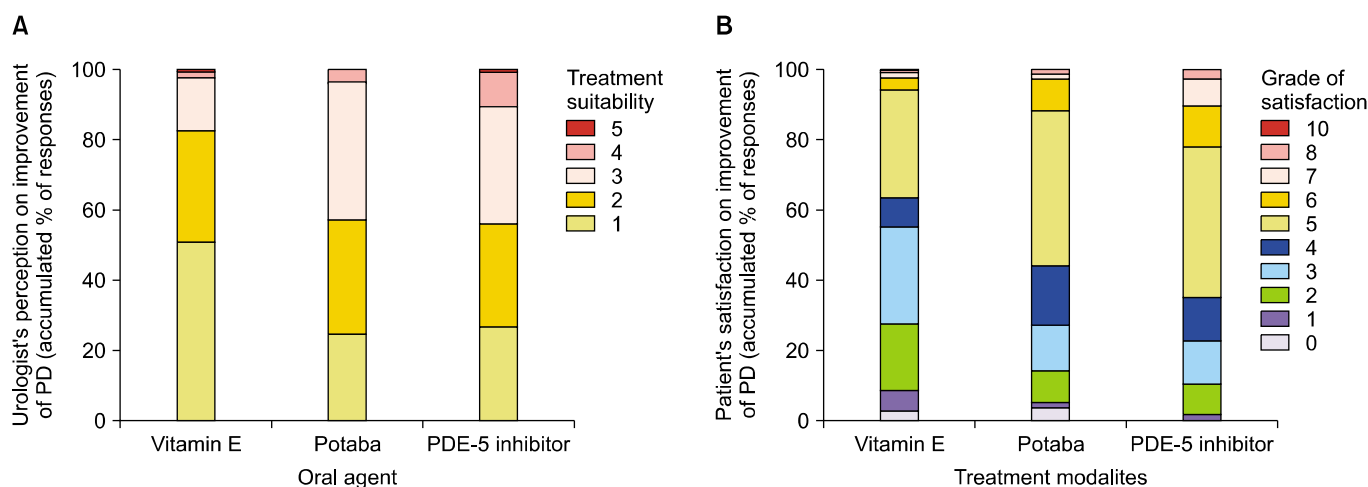 A
Urologist's perception on improvement
of PD (accumulated % of responses)
100
80
60
40
20
0
Vitamin E
Potaba
PDE-5 inhibitor
Oral agent
Treatment
suitability
5
4
3
2
1
B
Patient's satisfaction on improvement
of PD (accumulated % of responses)
100
80
60
40
20
0
Vitamin E
Potaba
PDE-5 inhibitor
Treatment modalites
Grade of
satisfaction
10
8
7
6
5
4
3
2
1
0